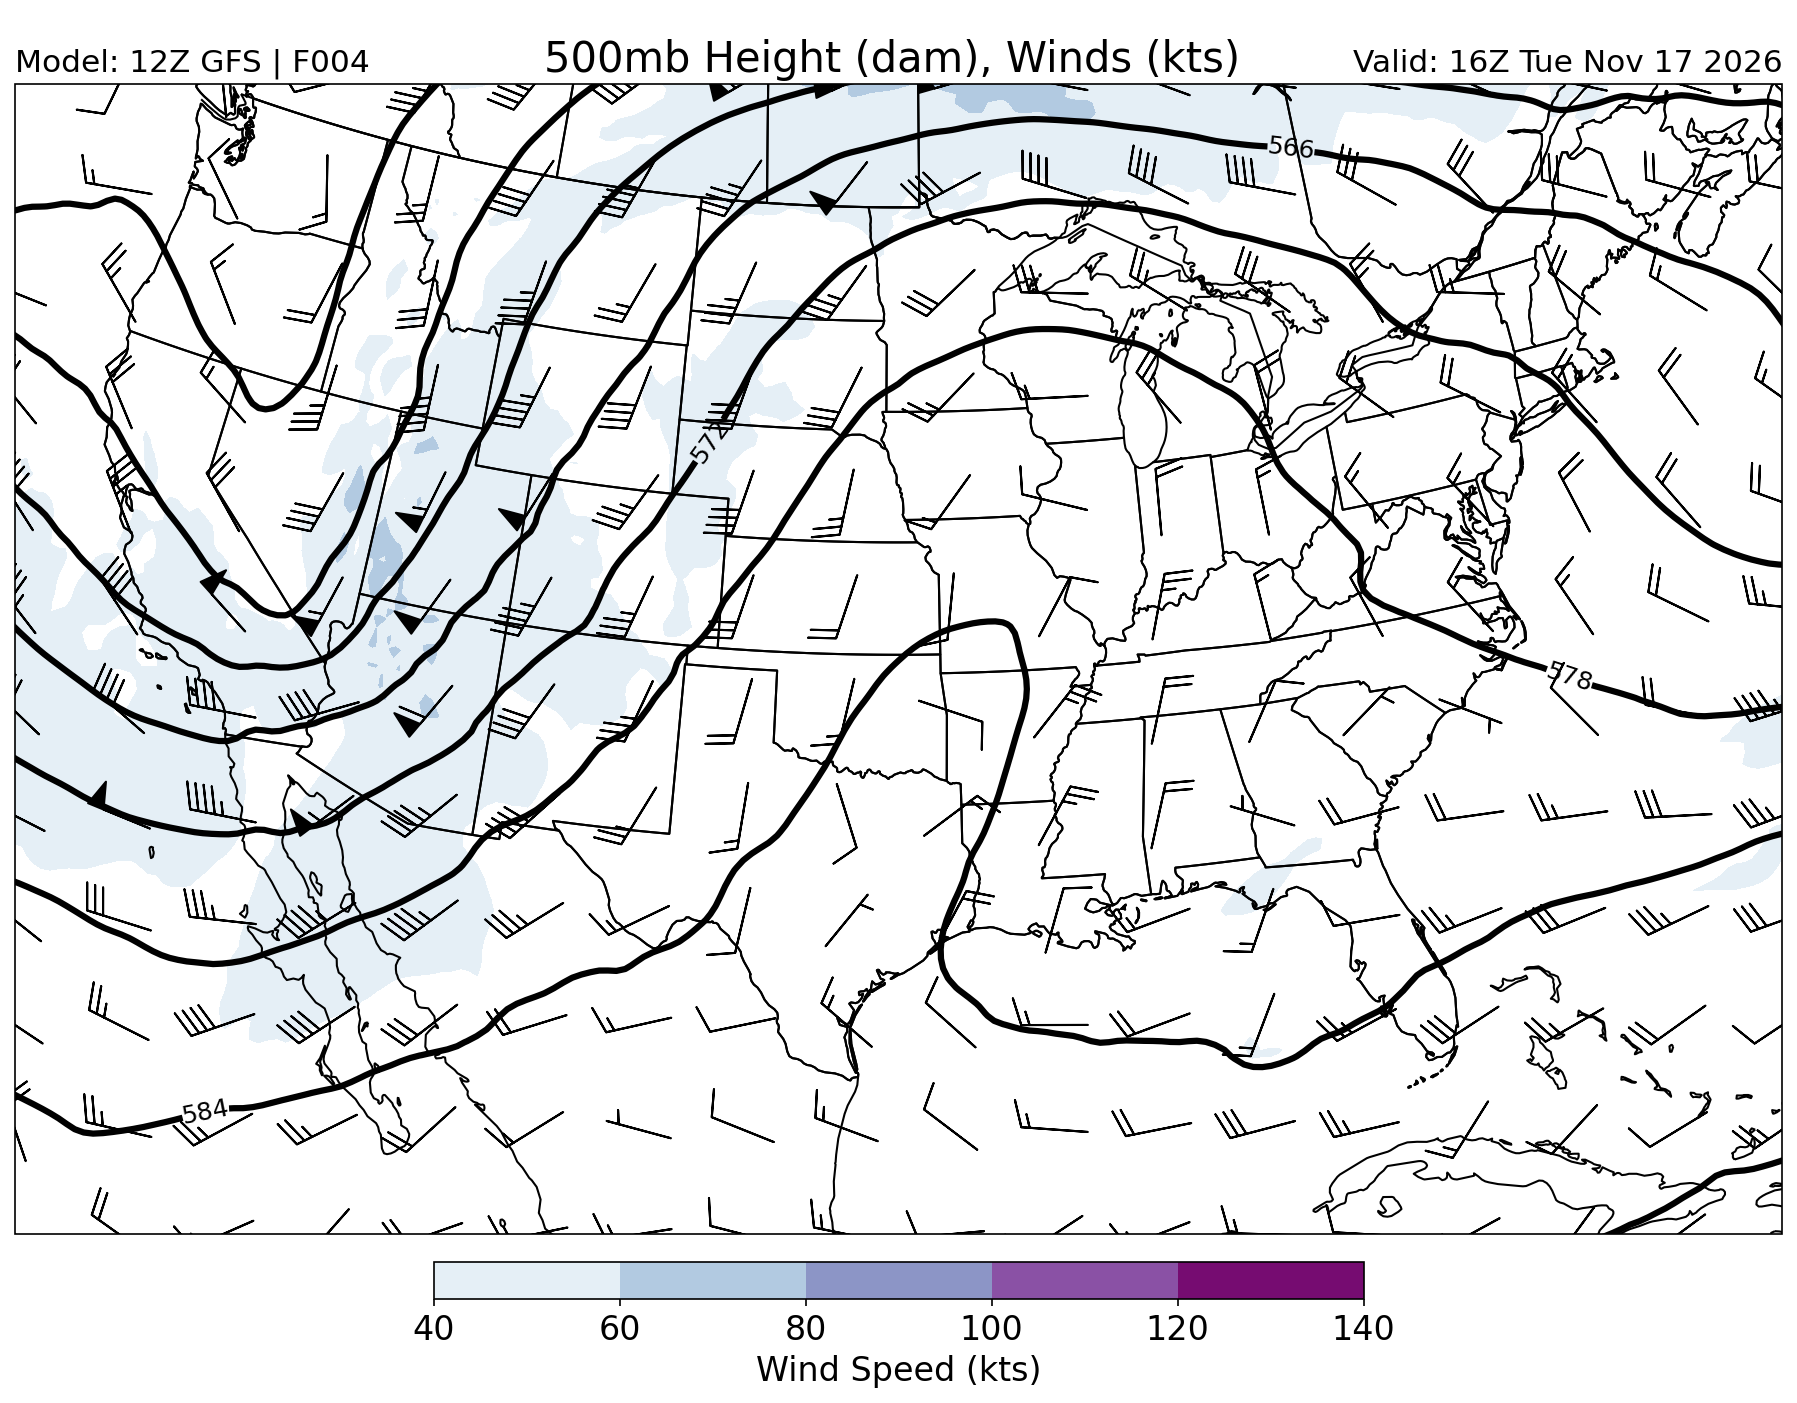 Model: 12Z GFS | F004
500mb Height (dam), Winds (kts)
Valid: 16Z Tue Nov 17 2026
566
572
578
584
40 60 80 100 120 140
Wind Speed (kts)